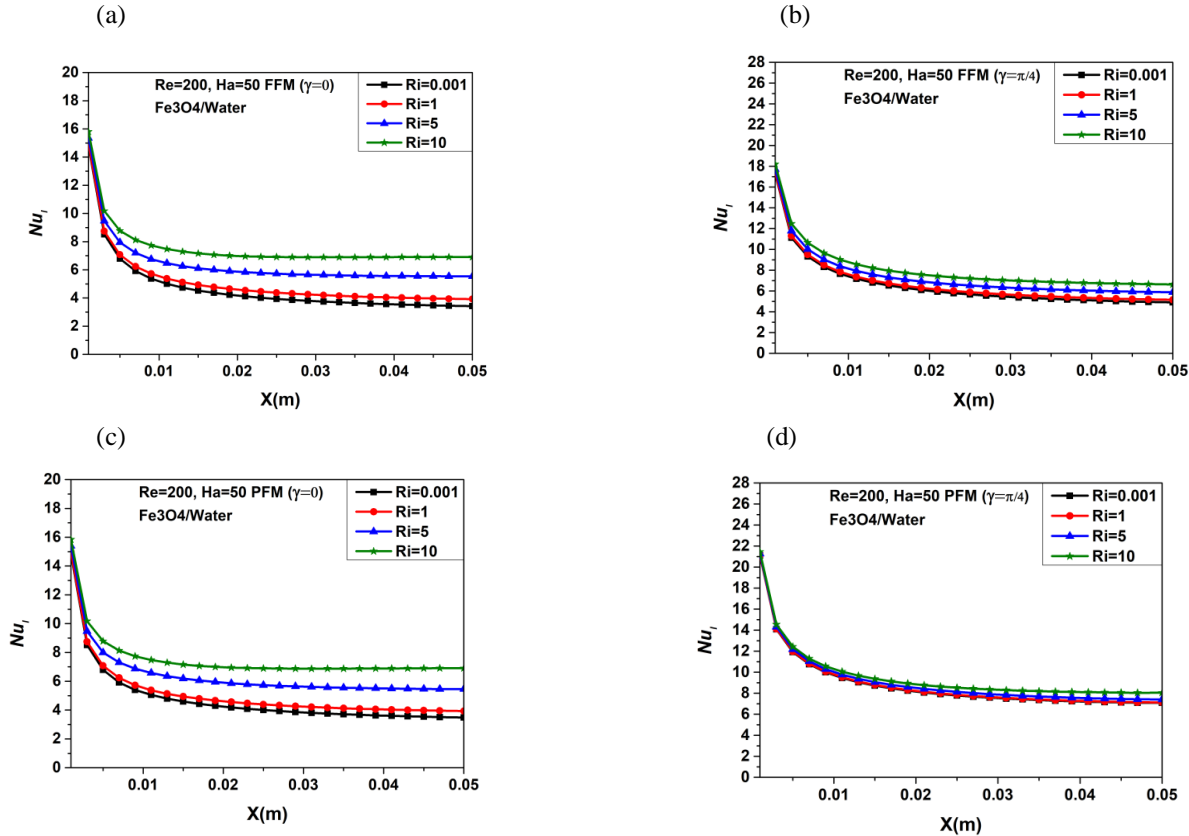 (a)
(b)
Re=200, Ha=50 FFM (γ=0)
Fe3O4/Water
Ri=0.001
Ri=1
Ri=5
Ri=10
20
18
16
14
12
10
8
6
4
2
0
Nu_l
0.01 0.02 0.03 0.04 0.05
X(m)
Re=200, Ha=50 FFM (γ=π/4)
Fe3O4/Water
Ri=0.001
Ri=1
Ri=5
Ri=10
28
26
24
22
20
18
16
14
12
10
8
6
4
2
0
Nu_l
0.01 0.02 0.03 0.04 0.05
X(m)
(c)
(d)
Re=200, Ha=50 PFM (γ=0)
Fe3O4/Water
Ri=0.001
Ri=1
Ri=5
Ri=10
20
18
16
14
12
10
8
6
4
2
0
Nu_l
0.01 0.02 0.03 0.04 0.05
X(m)
Re=200, Ha=50 PFM (γ=π/4)
Fe3O4/Water
Ri=0.001
Ri=1
Ri=5
Ri=10
28
26
24
22
20
18
16
14
12
10
8
6
4
2
0
Nu_l
0.01 0.02 0.03 0.04 0.05
X(m)